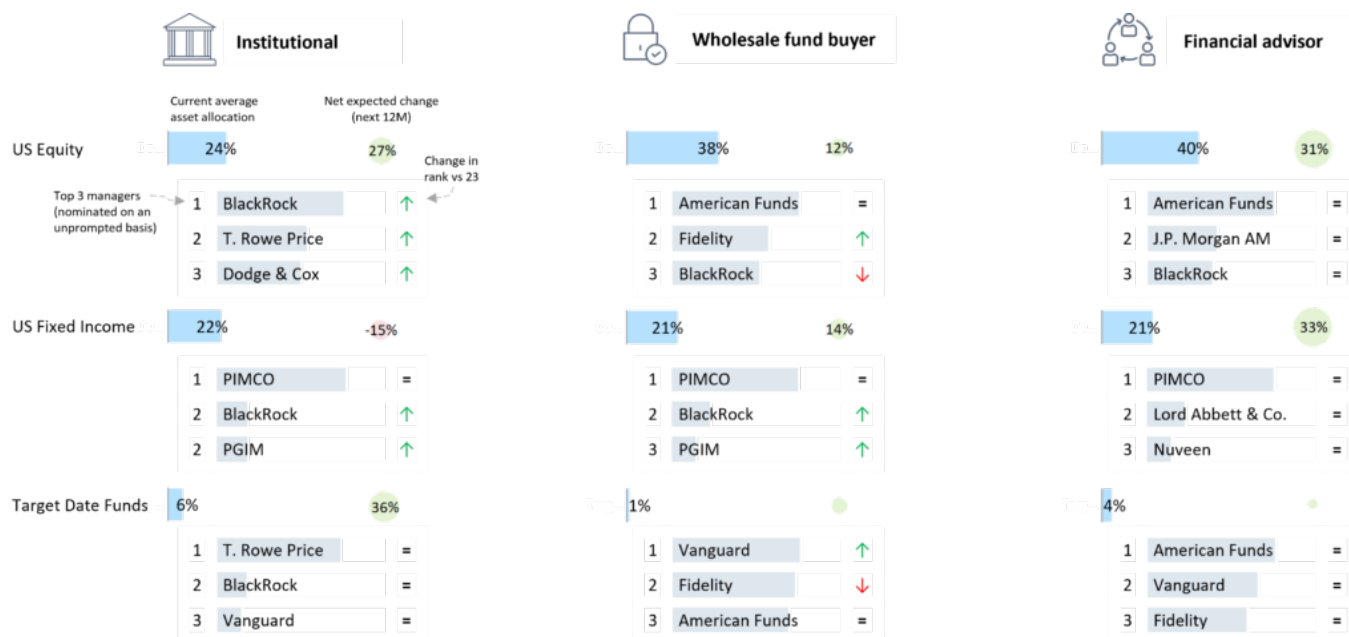 Institutional
Wholesale fund buyer
Financial advisor
Current average
asset allocation
Net expected change
(next 12M)
US Equity
24%
27%
38%
12%
40%
31%
Change in
rank vs 23
Top 3 managers
(nominated on an
unprompted basis)
1 BlackRock ↑
2 T. Rowe Price ↑
3 Dodge & Cox ↑
1 American Funds =
2 Fidelity ↑
3 BlackRock ↓
1 American Funds =
2 J.P. Morgan AM =
3 BlackRock =
US Fixed Income
22%
-15%
21%
14%
21%
33%
1 PIMCO =
2 BlackRock ↑
2 PGIM ↑
1 PIMCO =
2 BlackRock ↑
3 PGIM ↑
1 PIMCO =
2 Lord Abbett & Co. =
3 Nuveen =
Target Date Funds
6%
36%
1%
4%
1 T. Rowe Price =
2 BlackRock =
3 Vanguard =
1 Vanguard ↑
2 Fidelity ↓
3 American Funds =
1 American Funds =
2 Vanguard =
3 Fidelity =